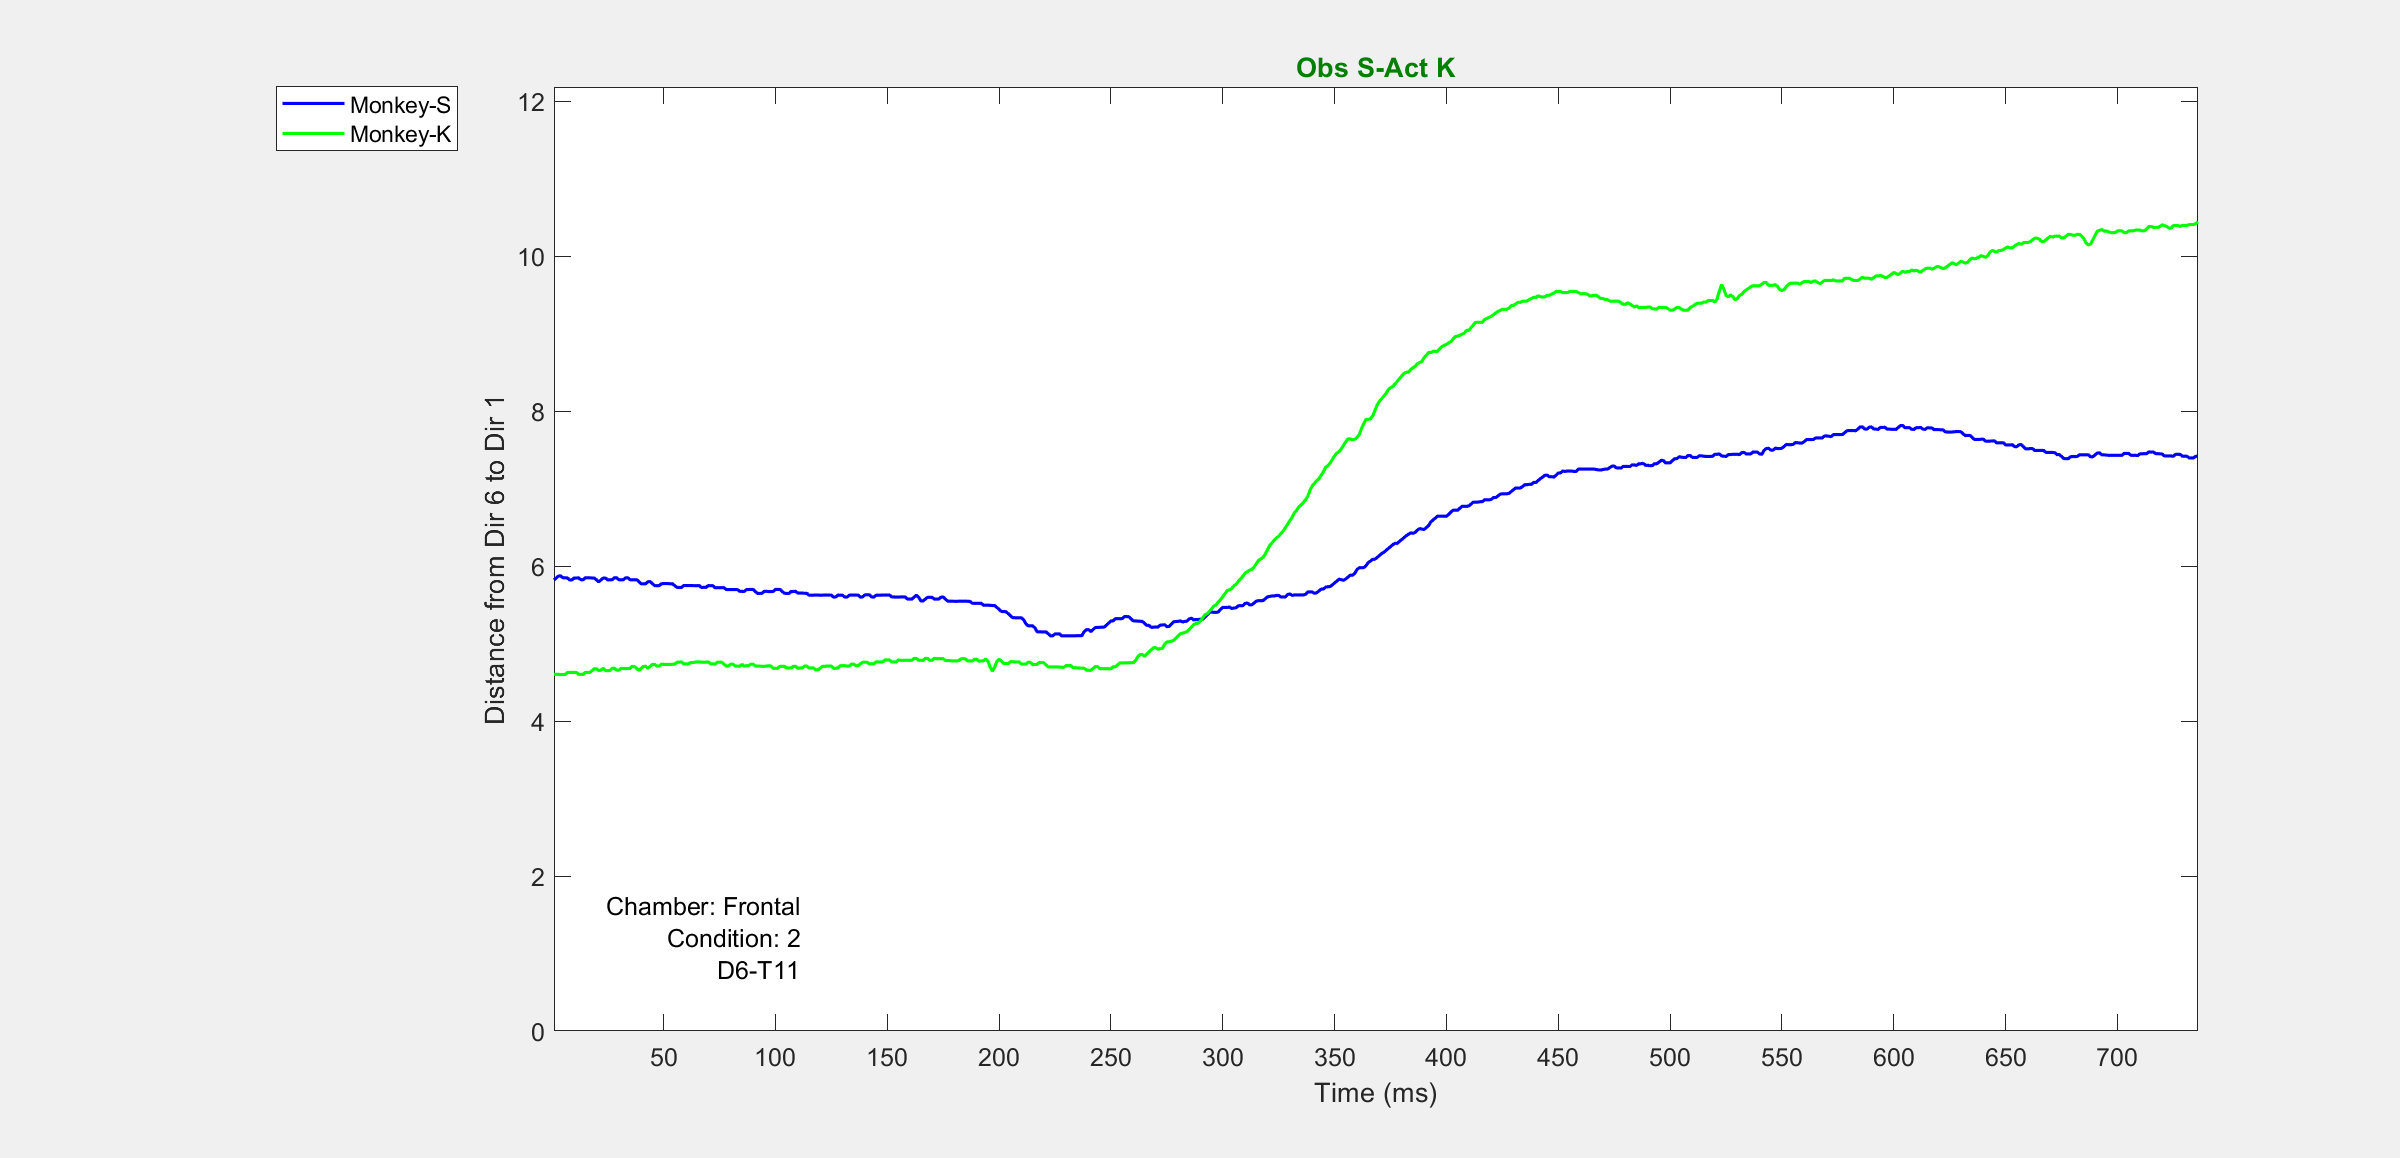 Obs S-Act K
Monkey-S
Monkey-K
12
10
8
6
4
2
0
Distance from Dir 6 to Dir 1
Chamber: Frontal
Condition: 2
D6-T11
50 100 150 200 250 300 350 400 450 500 550 600 650 700
Time (ms)